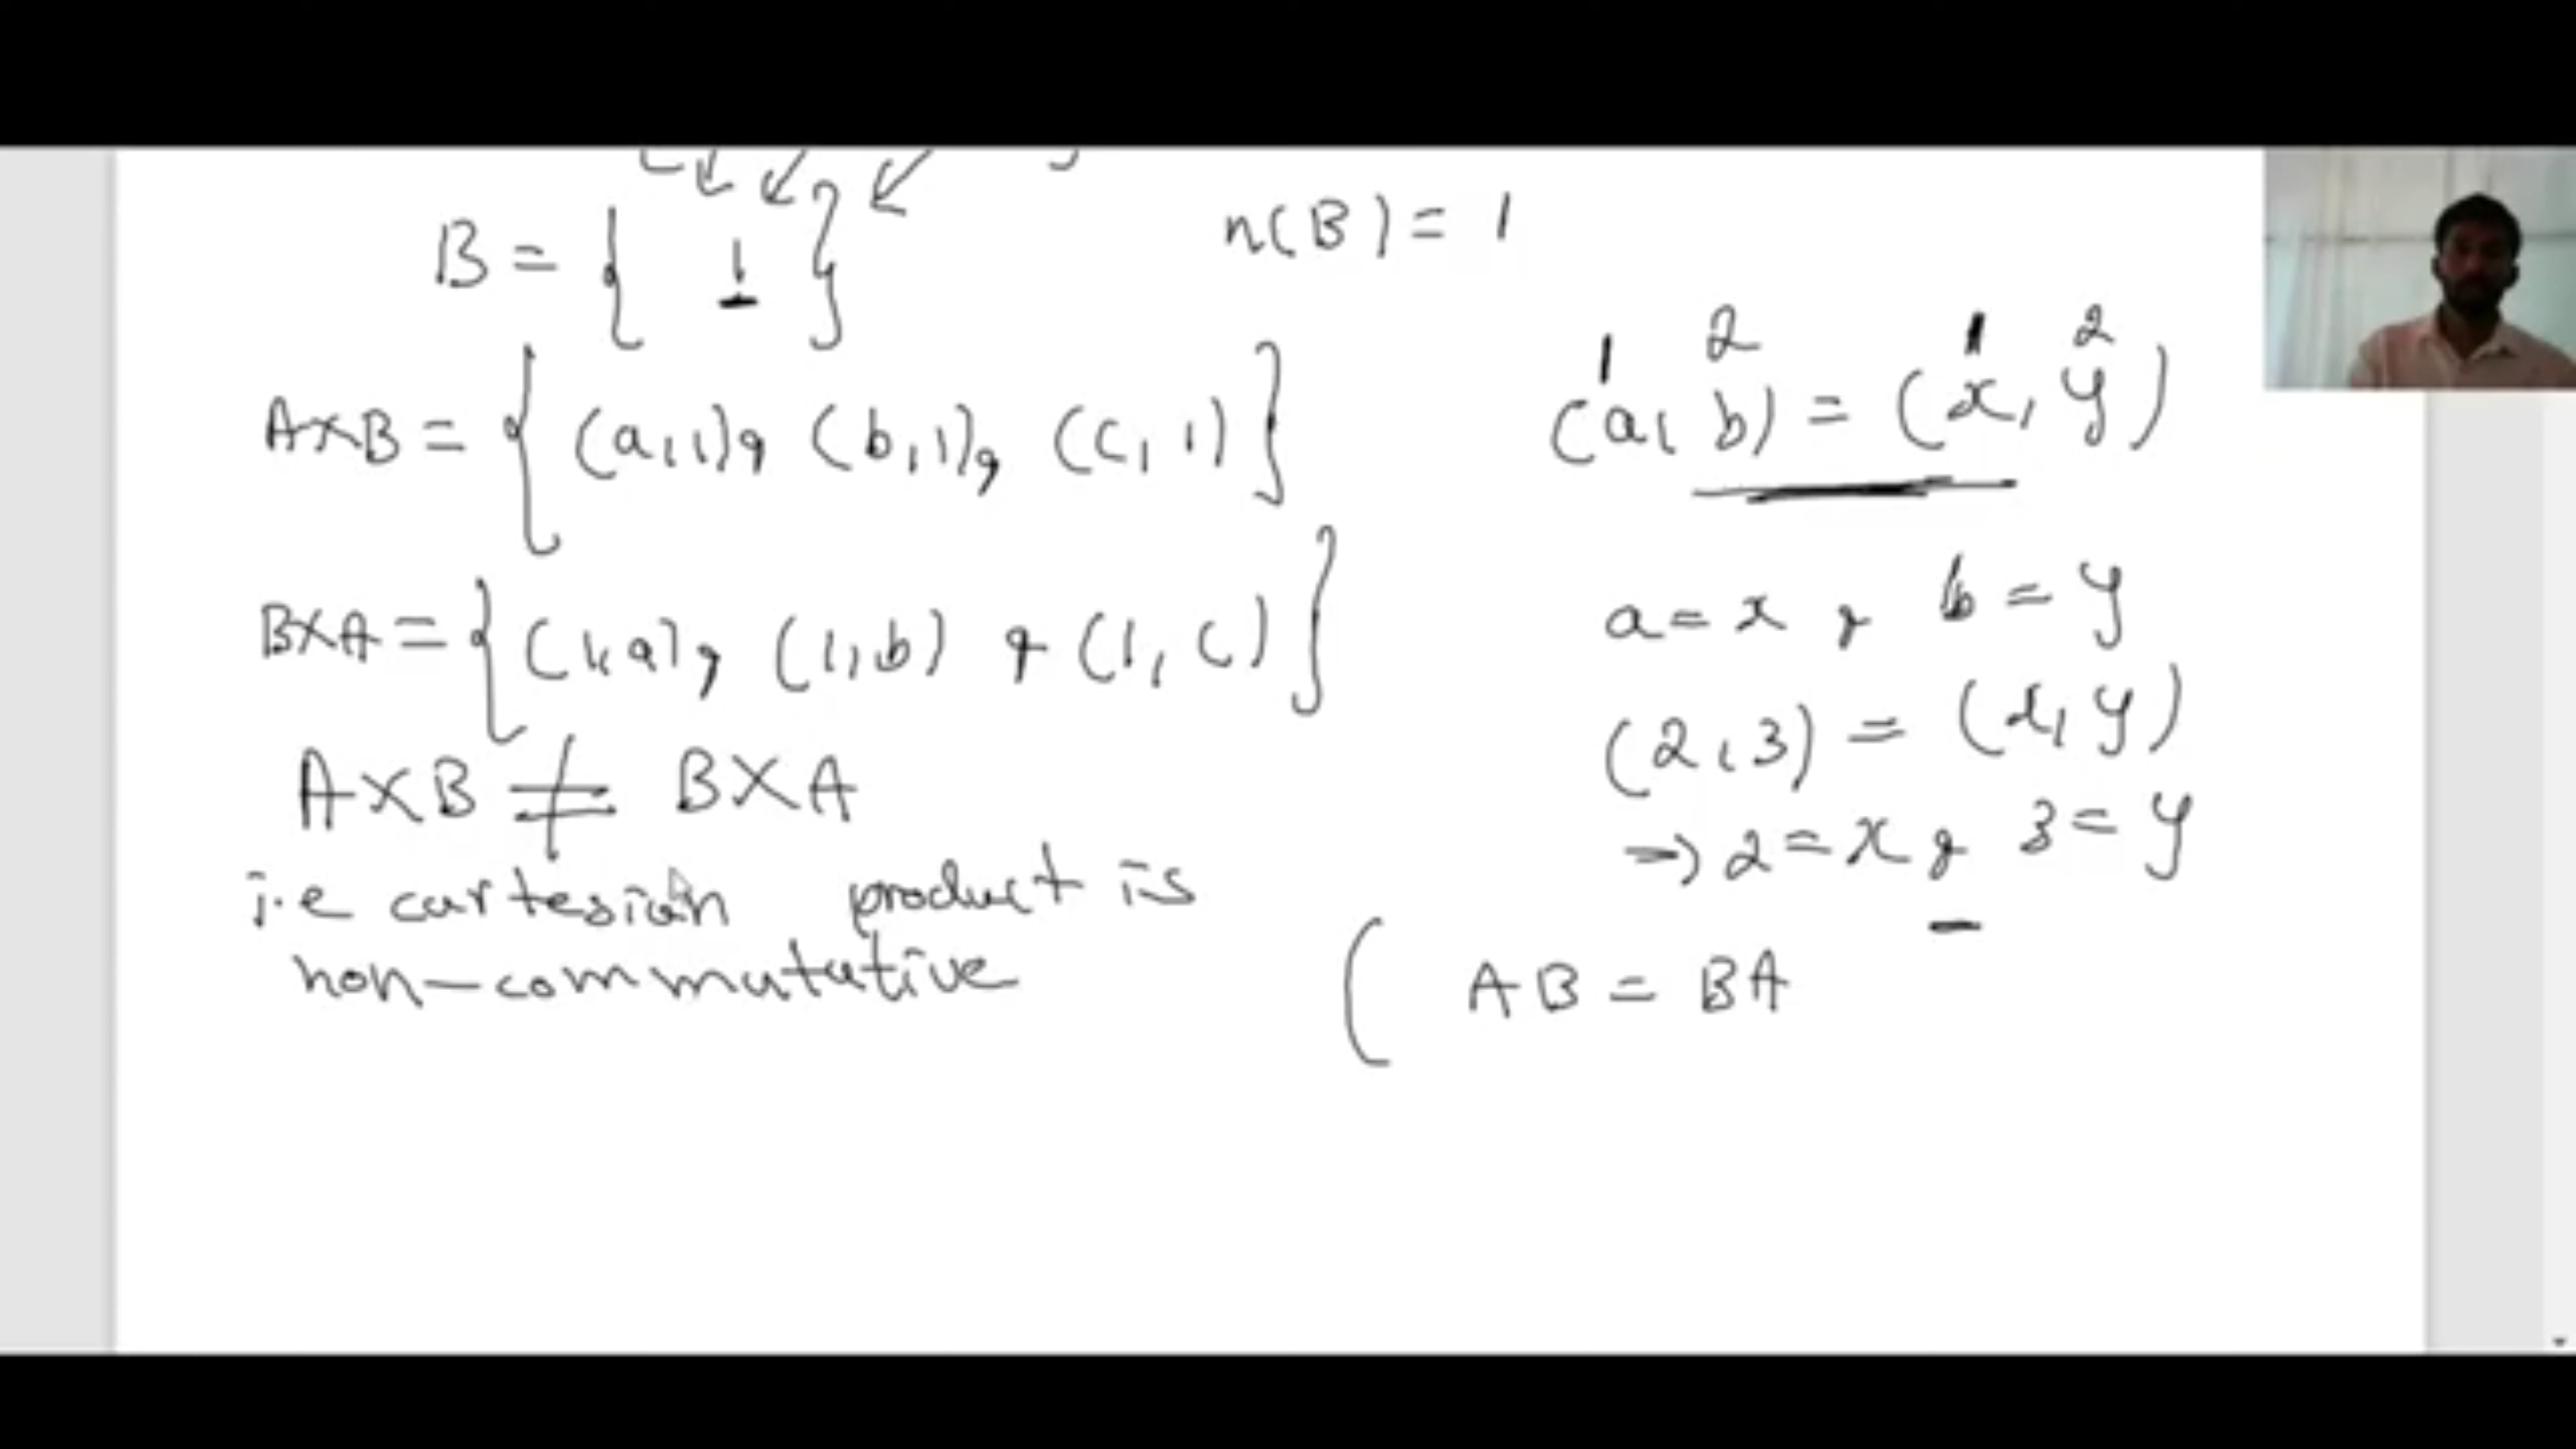 B = { 1 }
n(B) = 1
A×B = { (a,1), (b,1), (c,1) }
B×A = { (1,a), (1,b), (1,c) }
A×B ≠ B×A
i.e cartesian product is
non-commutative
1 2 1 2
(a, b) = (x, y)
a = x, b = y
(2,3) = (x, y)
⇒ 2 = x, 3 = y
( AB = BA